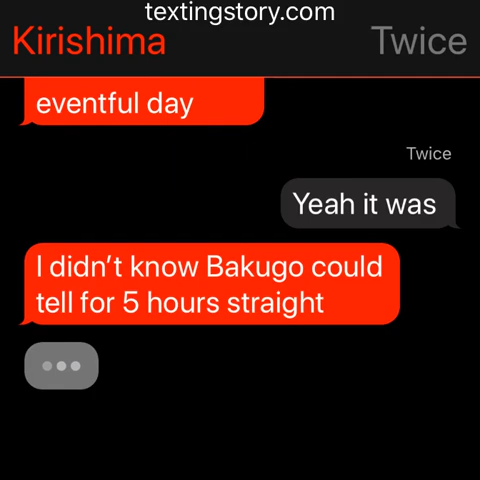 textingstory.com
Kirishima
Twice
eventful day
Twice
Yeah it was
I didn't know Bakugo could
tell for 5 hours straight